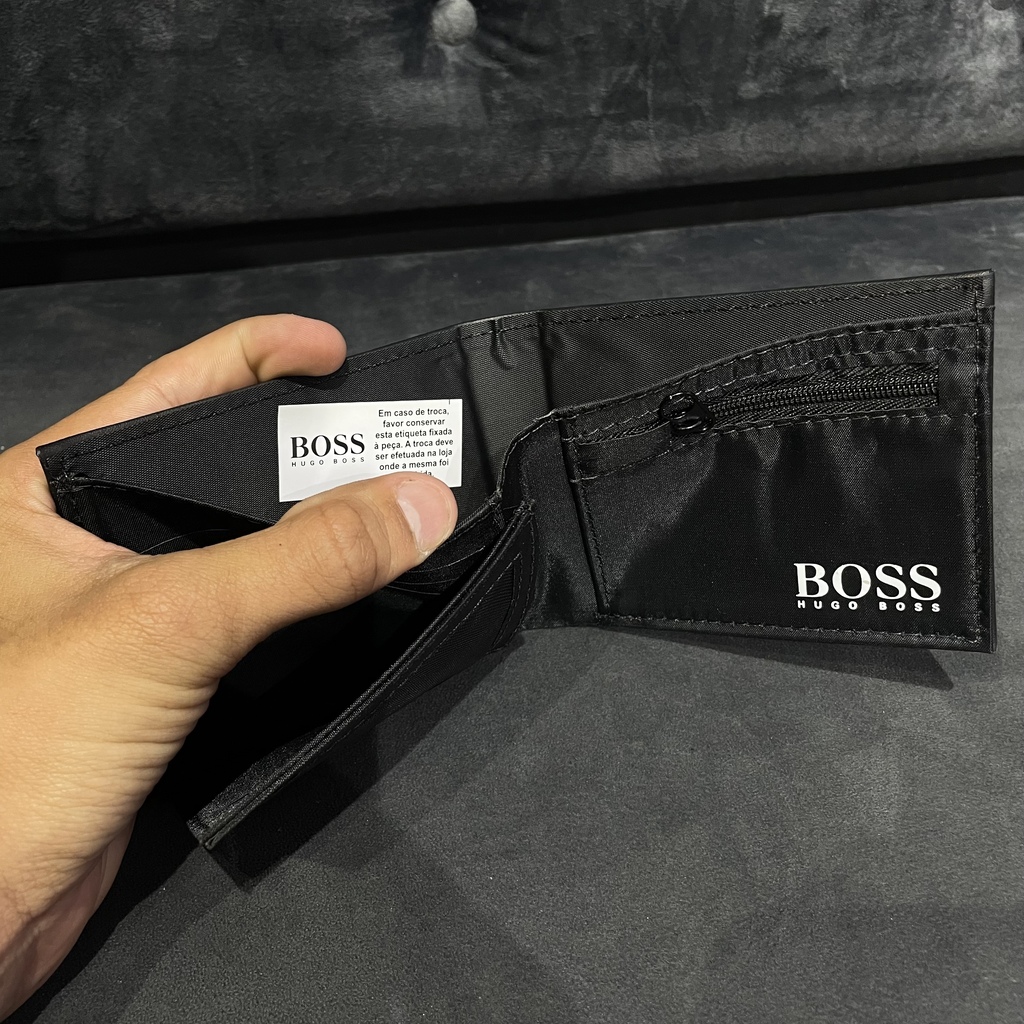 BOSS
HUGO BOSS
Em caso de troca,
favor conservar
esta etiqueta fixada
à peça. A troca deve
ser efetuada na loja
onde a mesma foi
BOSS
HUGO BOSS